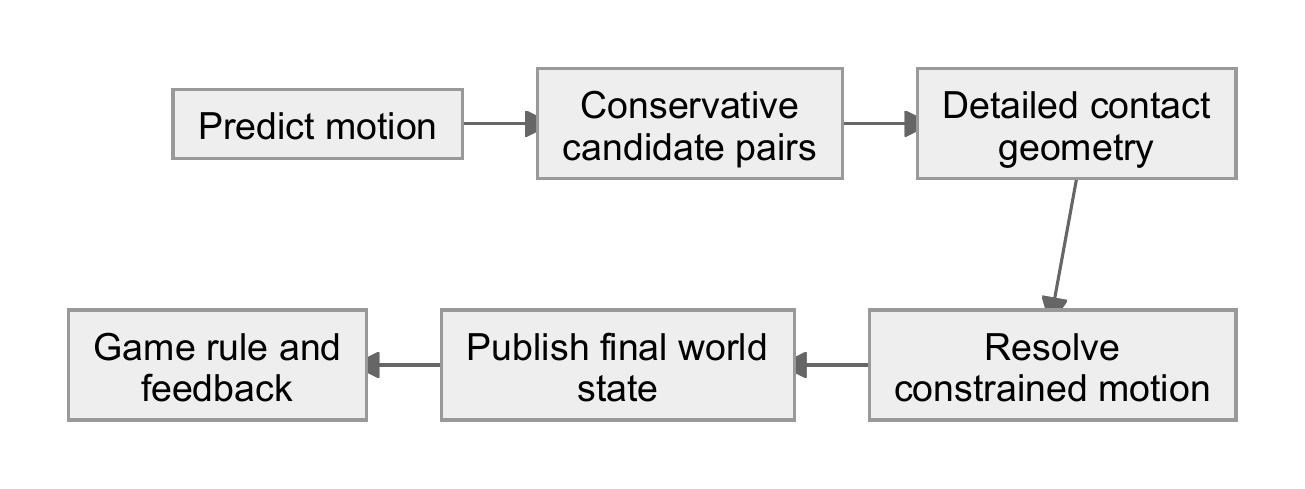 Predict motion
Conservative
candidate pairs
Detailed contact
geometry
Resolve
constrained motion
Publish final world
state
Game rule and
feedback